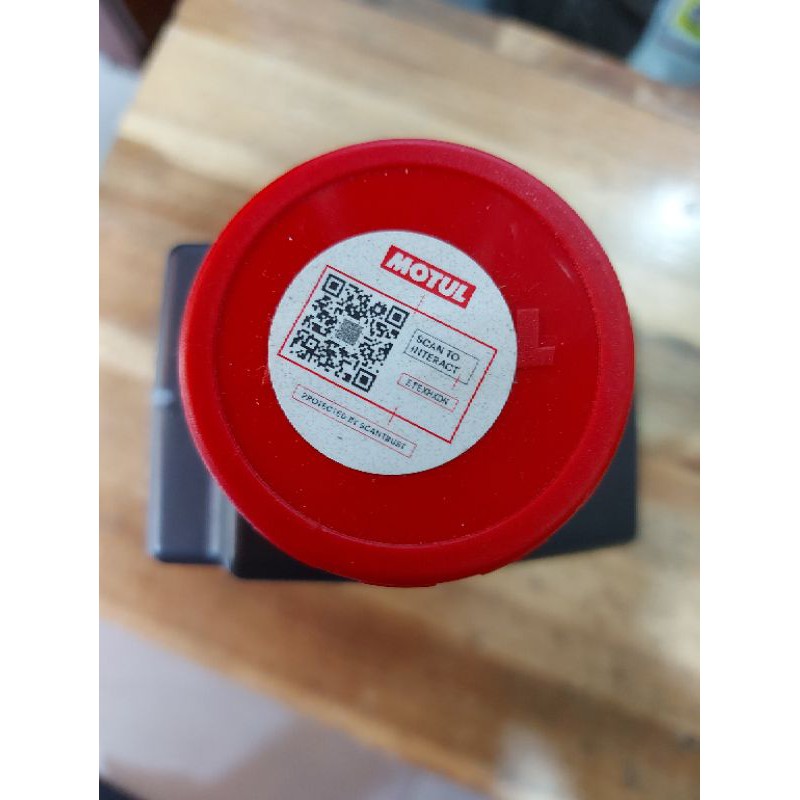 MOTUL
SCAN TO
INTERACT
PROTECTED BY SCANTRUST